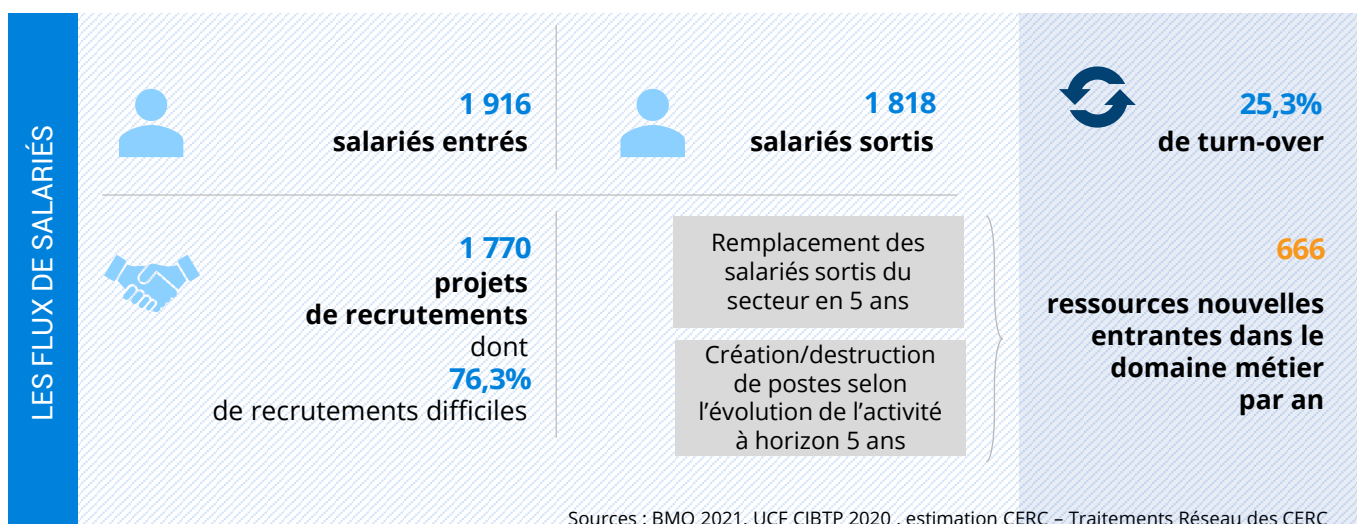 LES FLUX DE SALARIÉS
1 916
salariés entrés
1 818
salariés sortis
25,3%
de turn-over
1 770
projets
de recrutements
dont
76,3%
de recrutements difficiles
Remplacement des
salariés sortis du
secteur en 5 ans
Création/destruction
de postes selon
l’évolution de l’activité
à horizon 5 ans
666
ressources nouvelles
entrantes dans le
domaine métier
par an
Sources : BMO 2021, UCF CIBTP 2020 , estimation CERC – Traitements Réseau des CERC